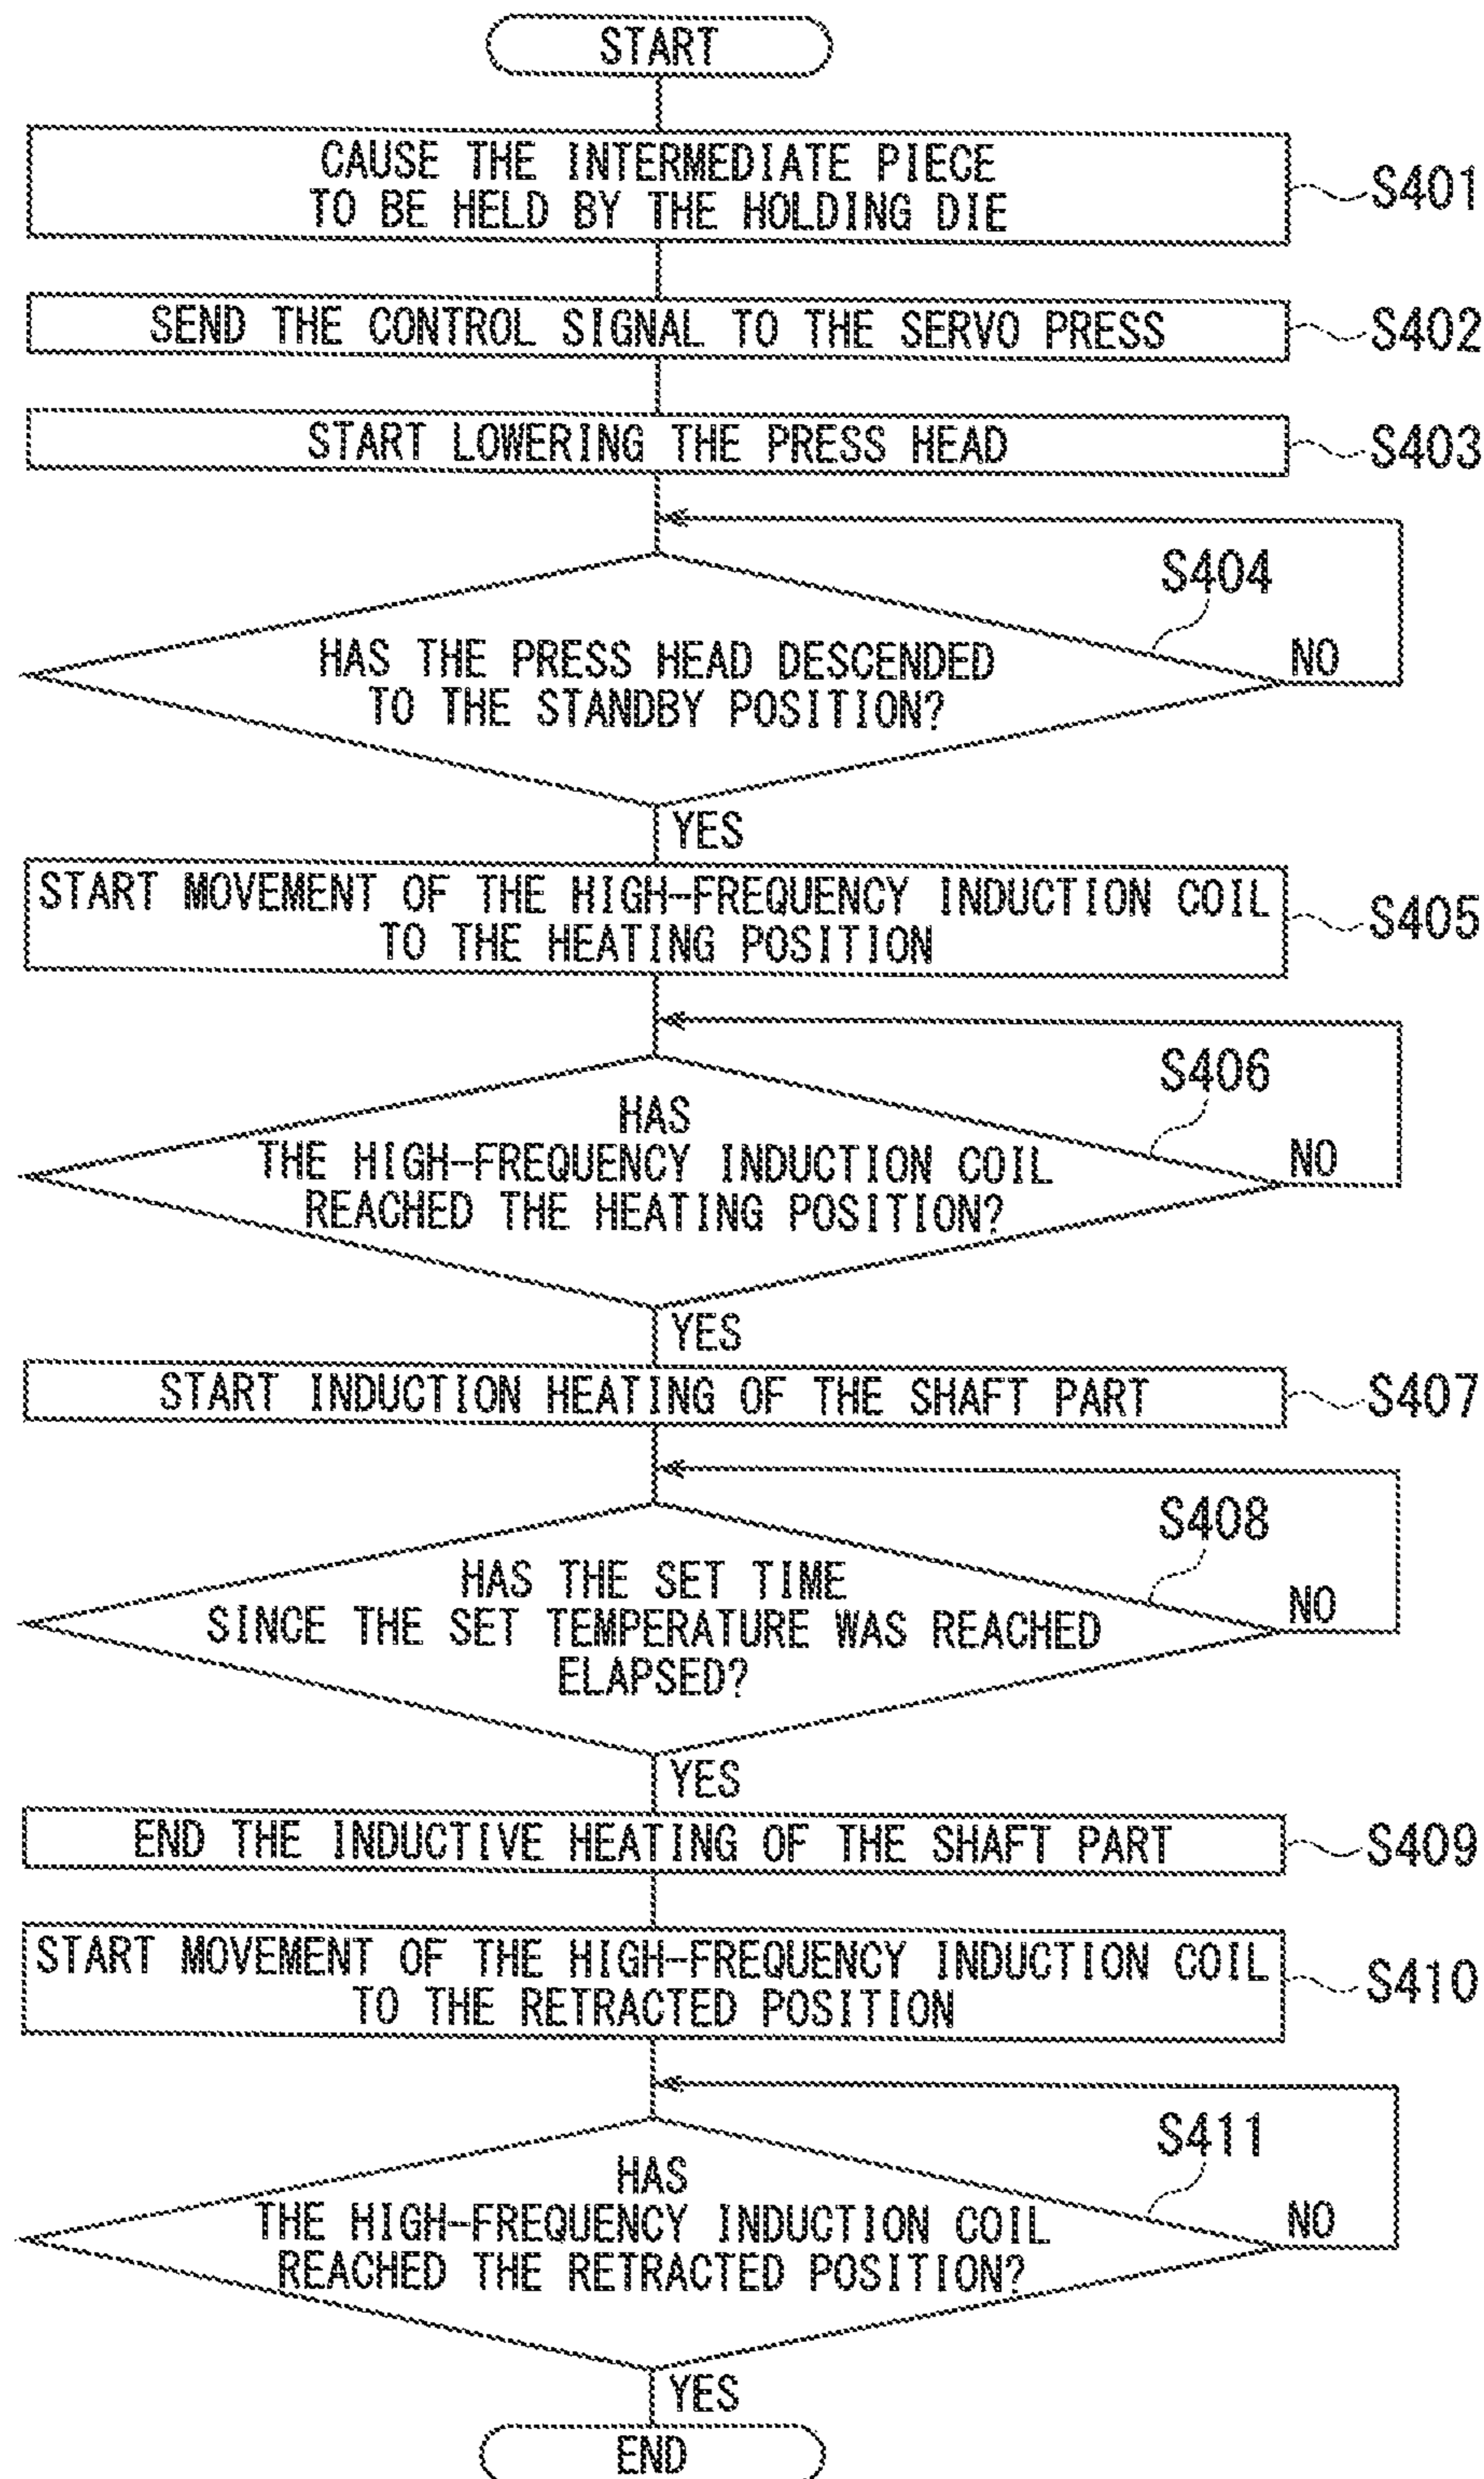 START
CAUSE THE INTERMEDIATE PIECE
TO BE HELD BY THE HOLDING DIE
S401
SEND THE CONTROL SIGNAL TO THE SERVO PRESS
S402
START LOWERING THE PRESS HEAD
S403
S404
HAS THE PRESS HEAD DESCENDED
TO THE STANDBY POSITION?
NO
YES
START MOVEMENT OF THE HIGH-FREQUENCY INDUCTION COIL
TO THE HEATING POSITION
S405
S406
HAS
THE HIGH-FREQUENCY INDUCTION COIL
REACHED THE HEATING POSITION?
NO
YES
START INDUCTION HEATING OF THE SHAFT PART
S407
S408
HAS THE SET TIME
SINCE THE SET TEMPERATURE WAS REACHED
ELAPSED?
NO
YES
END THE INDUCTIVE HEATING OF THE SHAFT PART
S409
START MOVEMENT OF THE HIGH-FREQUENCY INDUCTION COIL
TO THE RETRACTED POSITION
S410
S411
HAS
THE HIGH-FREQUENCY INDUCTION COIL
REACHED THE RETRACTED POSITION?
NO
YES
END